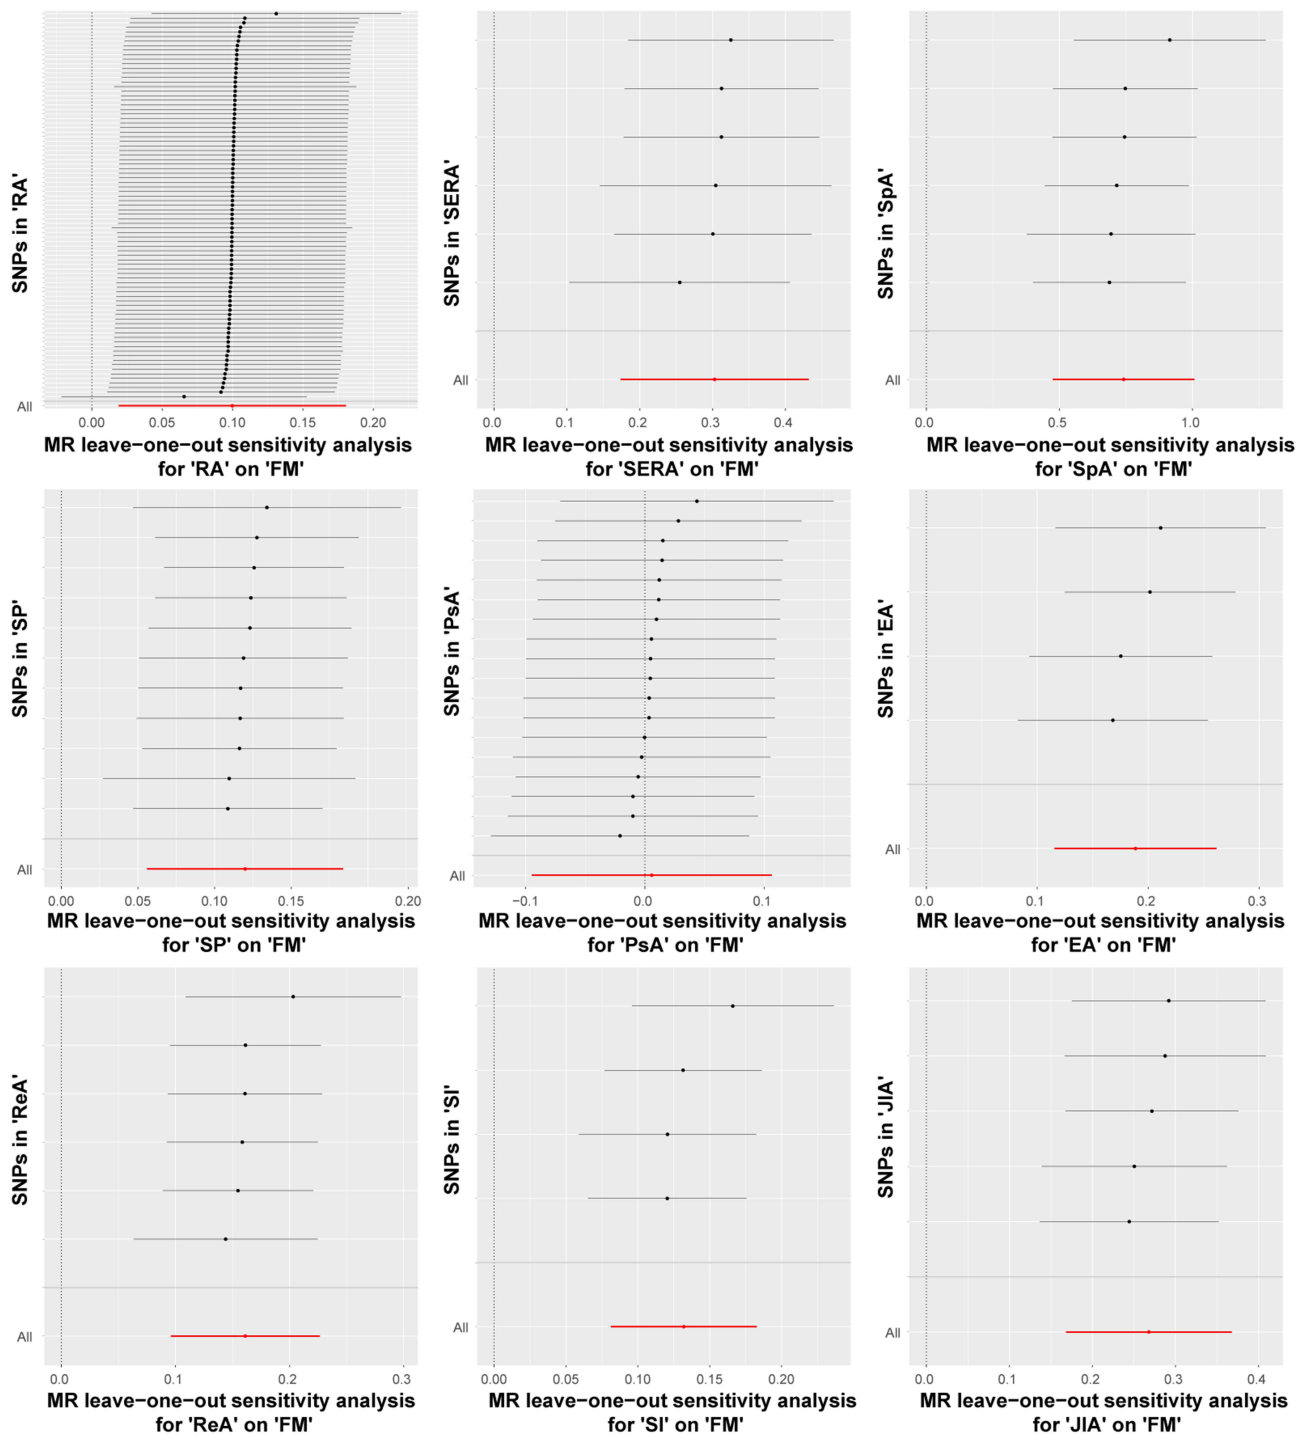 SNPs in 'RA'
All
0.00 0.05 0.10 0.15 0.20
MR leave−one−out sensitivity analysis
for 'RA' on 'FM'
SNPs in 'SERA'
All
0.0 0.1 0.2 0.3 0.4
MR leave−one−out sensitivity analysis
for 'SERA' on 'FM'
SNPs in 'SpA'
All
0.0 0.5 1.0
MR leave−one−out sensitivity analysis
for 'SpA' on 'FM'
SNPs in 'SP'
All
0.00 0.05 0.10 0.15 0.20
MR leave−one−out sensitivity analysis
for 'SP' on 'FM'
SNPs in 'PsA'
All
−0.1 0.0 0.1
MR leave−one−out sensitivity analysis
for 'PsA' on 'FM'
SNPs in 'EA'
All
0.0 0.1 0.2 0.3
MR leave−one−out sensitivity analysis
for 'EA' on 'FM'
SNPs in 'ReA'
All
0.0 0.1 0.2 0.3
MR leave−one−out sensitivity analysis
for 'ReA' on 'FM'
SNPs in 'SI'
All
0.00 0.05 0.10 0.15 0.20
MR leave−one−out sensitivity analysis
for 'SI' on 'FM'
SNPs in 'JIA'
All
0.0 0.1 0.2 0.3 0.4
MR leave−one−out sensitivity analysis
for 'JIA' on 'FM'